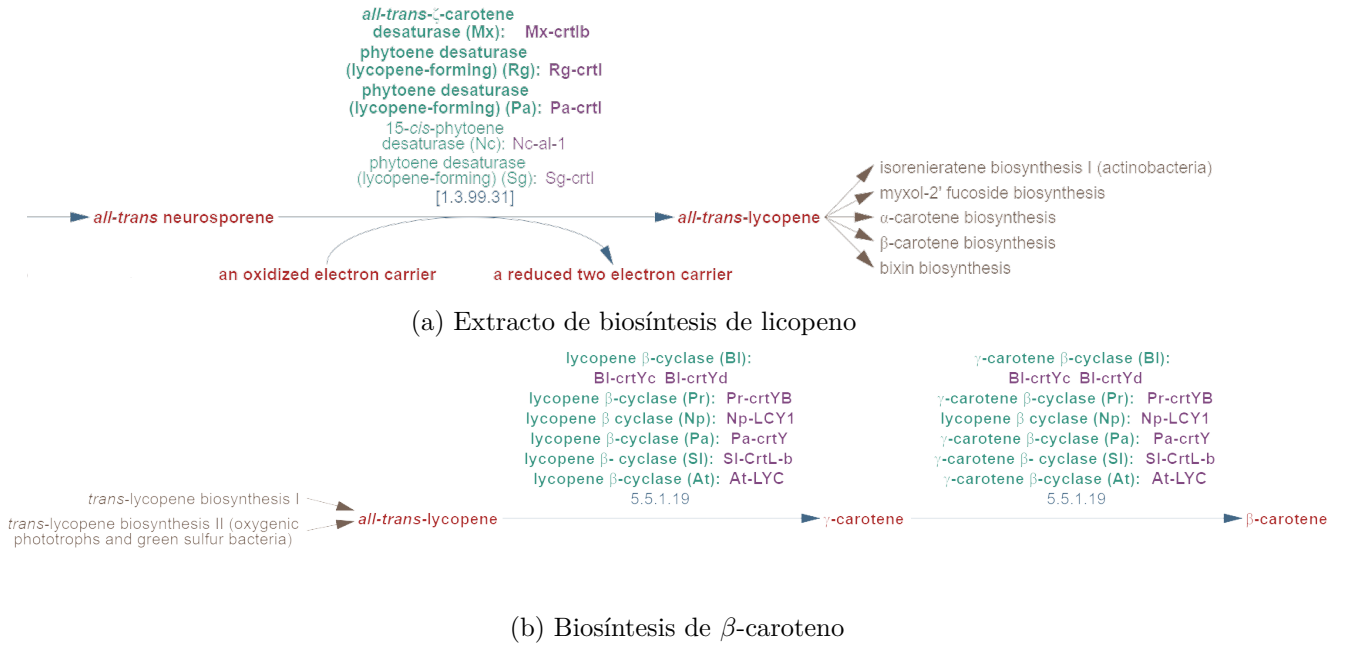 all-trans-ζ-carotene
desaturase (Mx): Mx-crtIb
phytoene desaturase
(lycopene-forming) (Rg): Rg-crtI
phytoene desaturase
(lycopene-forming) (Pa): Pa-crtI
15-cis-phytoene
desaturase (Nc): Nc-al-1
phytoene desaturase
(lycopene-forming) (Sg): Sg-crtI
[1.3.99.31]
all-trans neurosporene
all-trans-lycopene
an oxidized electron carrier
a reduced two electron carrier
isorenieratene biosynthesis I (actinobacteria)
myxol-2' fucoside biosynthesis
α-carotene biosynthesis
β-carotene biosynthesis
bixin biosynthesis
(a) Extracto de biosíntesis de licopeno
lycopene β-cyclase (Bl):
Bl-crtYc Bl-crtYd
lycopene β-cyclase (Pr): Pr-crtYB
lycopene β cyclase (Np): Np-LCY1
lycopene β-cyclase (Pa): Pa-crtY
lycopene β- cyclase (Sl): Sl-CrtL-b
lycopene β-cyclase (At): At-LYC
5.5.1.19
γ-carotene β-cyclase (Bl):
Bl-crtYc Bl-crtYd
γ-carotene β-cyclase (Pr): Pr-crtYB
lycopene β cyclase (Np): Np-LCY1
γ-carotene β-cyclase (Pa): Pa-crtY
γ-carotene β- cyclase (Sl): Sl-CrtL-b
γ-carotene β-cyclase (At): At-LYC
5.5.1.19
trans-lycopene biosynthesis I
trans-lycopene biosynthesis II (oxygenic
phototrophs and green sulfur bacteria)
all-trans-lycopene
γ-carotene
β-carotene
(b) Biosíntesis de β-caroteno